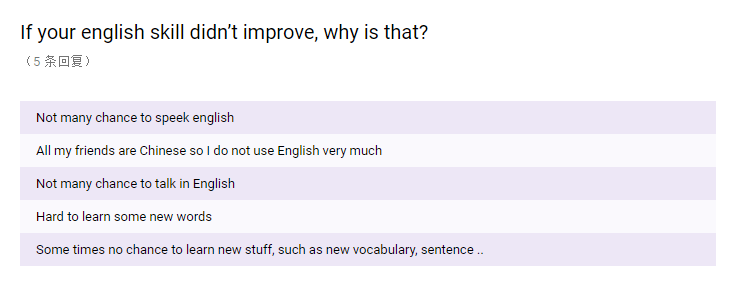 If your english skill didn’t improve, why is that?
（5 条回复）
Not many chance to speek english
All my friends are Chinese so I do not use English very much
Not many chance to talk in English
Hard to learn some new words
Some times no chance to learn new stuff, such as new vocabulary, sentence ..